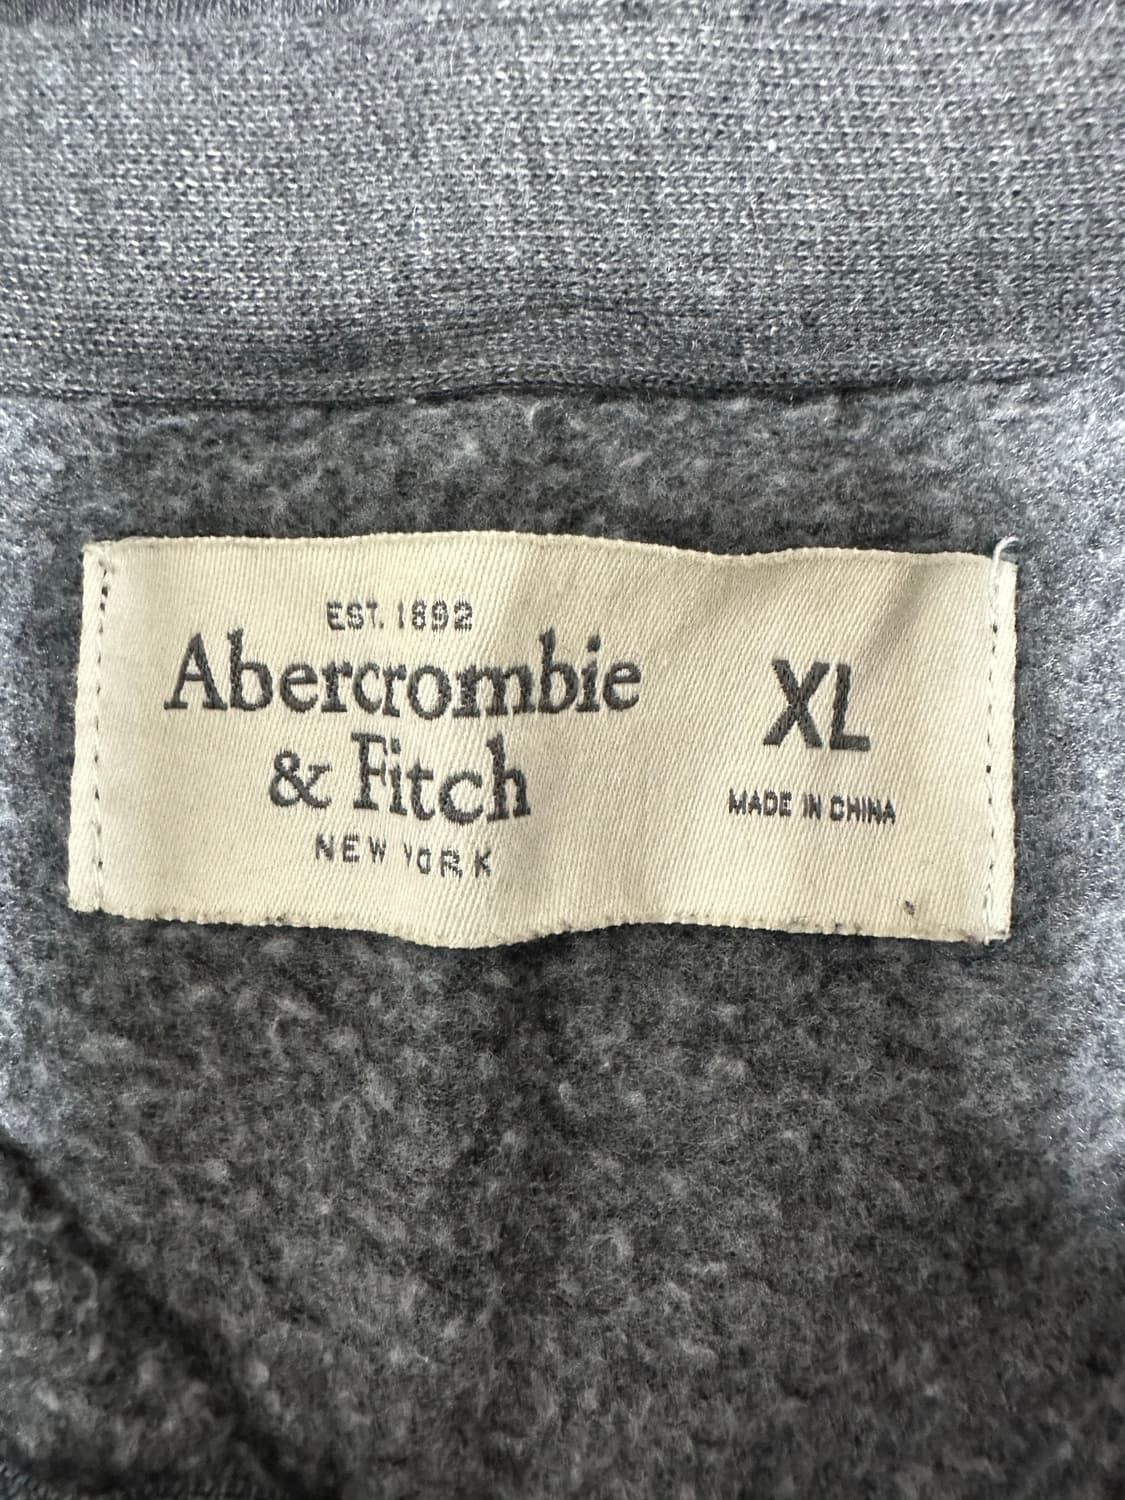 EST. 1892
Abercrombie
& Fitch
NEW YORK
XL
MADE IN CHINA